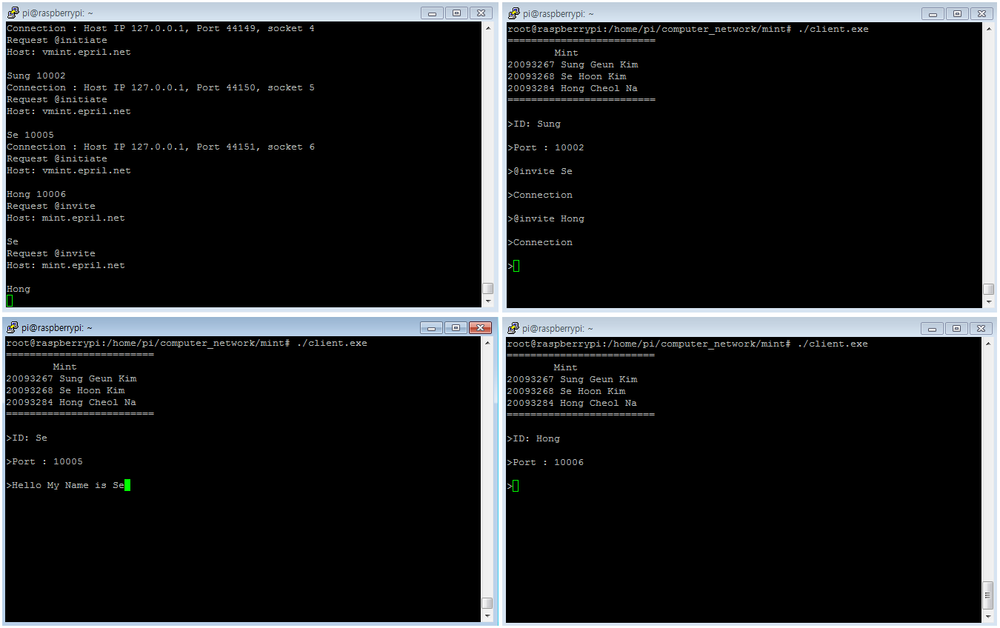 pi@raspberrypi: ~
Connection : Host IP 127.0.0.1, Port 44149, socket 4
Request @initiate
Host: vmint.epril.net
Sung 10002
Connection : Host IP 127.0.0.1, Port 44150, socket 5
Request @initiate
Host: vmint.epril.net
Se 10005
Connection : Host IP 127.0.0.1, Port 44151, socket 6
Request @initiate
Host: vmint.epril.net
Hong 10006
Request @invite
Host: mint.epril.net
Se
Request @invite
Host: mint.epril.net
Hong
pi@raspberrypi: ~
root@raspberrypi:/home/pi/computer_network/mint# ./client.exe
=========================
Mint
20093267 Sung Geun Kim
20093268 Se Hoon Kim
20093284 Hong Cheol Na
=========================
>ID: Sung
>Port : 10002
>@invite Se
>Connection
>@invite Hong
>Connection
>
pi@raspberrypi: ~
root@raspberrypi:/home/pi/computer_network/mint# ./client.exe
=========================
Mint
20093267 Sung Geun Kim
20093268 Se Hoon Kim
20093284 Hong Cheol Na
=========================
>ID: Se
>Port : 10005
>Hello My Name is Se
pi@raspberrypi: ~
root@raspberrypi:/home/pi/computer_network/mint# ./client.exe
=========================
Mint
20093267 Sung Geun Kim
20093268 Se Hoon Kim
20093284 Hong Cheol Na
=========================
>ID: Hong
>Port : 10006
>